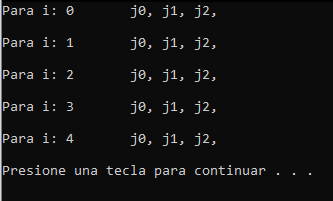 Para i: 0 j0, j1, j2,
Para i: 1 j0, j1, j2,
Para i: 2 j0, j1, j2,
Para i: 3 j0, j1, j2,
Para i: 4 j0, j1, j2,
Presione una tecla para continuar . . .